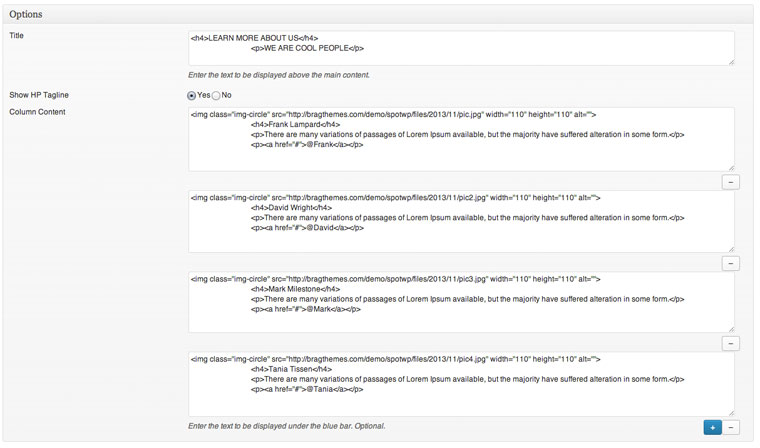 Options
Title
<h4>LEARN MORE ABOUT US</h4>
<p>WE ARE COOL PEOPLE</p>
Enter the text to be displayed above the main content.
Show HP Tagline
Yes No
Column Content
<img class="img-circle" src="http://bragthemes.com/demo/spotwp/files/2013/11/pic.jpg" width="110" height="110" alt="">
<h4>Frank Lampard</h4>
<p>There are many variations of passages of Lorem Ipsum available, but the majority have suffered alteration in some form.</p>
<p><a href="#">@Frank</a></p>
−
<img class="img-circle" src="http://bragthemes.com/demo/spotwp/files/2013/11/pic2.jpg" width="110" height="110" alt="">
<h4>David Wright</h4>
<p>There are many variations of passages of Lorem Ipsum available, but the majority have suffered alteration in some form.</p>
<p><a href="#">@David</a></p>
−
<img class="img-circle" src="http://bragthemes.com/demo/spotwp/files/2013/11/pic3.jpg" width="110" height="110" alt="">
<h4>Mark Milestone</h4>
<p>There are many variations of passages of Lorem Ipsum available, but the majority have suffered alteration in some form.</p>
<p><a href="#">@Mark</a></p>
−
<img class="img-circle" src="http://bragthemes.com/demo/spotwp/files/2013/11/pic4.jpg" width="110" height="110" alt="">
<h4>Tania Tissen</h4>
<p>There are many variations of passages of Lorem Ipsum available, but the majority have suffered alteration in some form.</p>
<p><a href="#">@Tania</a></p>
Enter the text to be displayed under the blue bar. Optional.
+ −